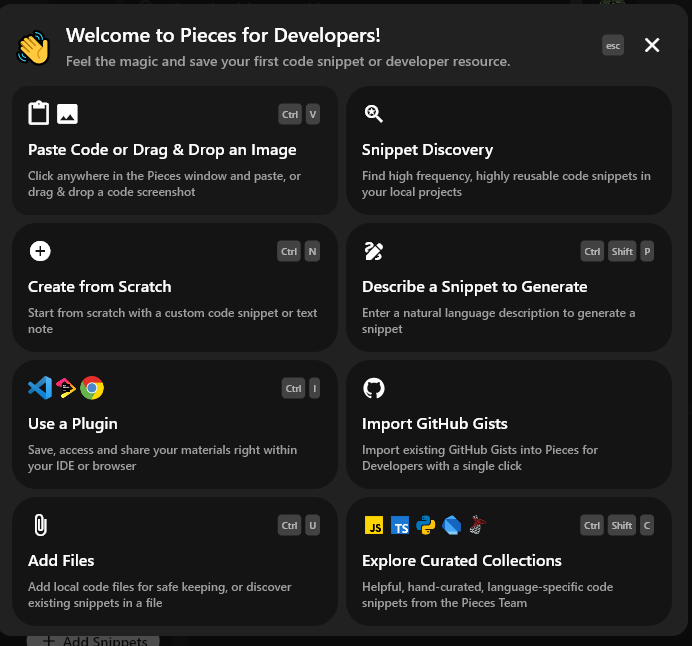 Welcome to Pieces for Developers!
Feel the magic and save your first code snippet or developer resource.
esc
Ctrl V
Paste Code or Drag & Drop an Image
Click anywhere in the Pieces window and paste, or
drag & drop a code screenshot
Snippet Discovery
Find high frequency, highly reusable code snippets in
your local projects
Ctrl N
Create from Scratch
Start from scratch with a custom code snippet or text
note
Ctrl Shift P
Describe a Snippet to Generate
Enter a natural language description to generate a
snippet
Ctrl I
Use a Plugin
Save, access and share your materials right within
your IDE or browser
Import GitHub Gists
Import existing GitHub Gists into Pieces for
Developers with a single click
Ctrl U
Add Files
Add local code files for safe keeping, or discover
existing snippets in a file
JS TS
Ctrl Shift C
Explore Curated Collections
Helpful, hand-curated, language-specific code
snippets from the Pieces Team
+ Add Snippets